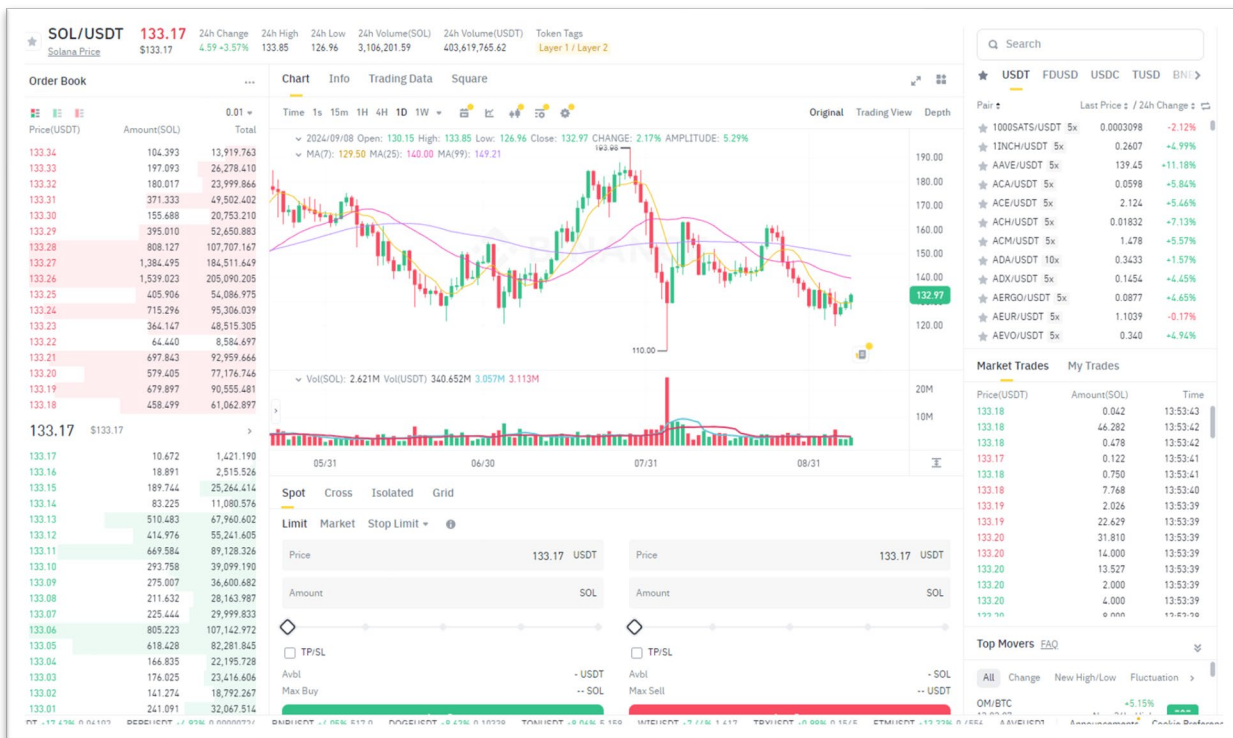 SOL/USDT 133.17 24h Change 24h High 24h Low 24h Volume(SOL) 24h Volume(USDT) Token Tags
Solana Price $133.17 4.59 +3.57% 133.85 126.96 3,106,201.59 403,619,765.62 Layer 1 / Layer 2
Order Book
0.01
Price(USDT) Amount(SOL) Total
133.34 104.393 13,919.763
133.33 197.093 26,278.410
133.32 180.017 23,999.866
133.31 371.333 49,502.402
133.30 155.688 20,753.210
133.29 395.010 52,650.883
133.28 808.127 107,707.167
133.27 1,384.495 184,511.649
133.26 1,539.023 205,090.205
133.25 405.906 54,086.975
133.24 715.296 95,306.039
133.23 364.147 48,515.305
133.22 64.440 8,584.697
133.21 697.843 92,959.666
133.20 579.405 77,176.746
133.19 679.897 90,555.481
133.18 458.499 61,062.897
133.17 $133.17
133.17 10.672 1,421.190
133.16 18.891 2,515.526
133.15 189.744 25,264.414
133.14 83.225 11,080.576
133.13 510.483 67,960.602
133.12 414.976 55,241.605
133.11 669.584 89,128.326
133.10 293.758 39,099.190
133.09 275.007 36,600.682
133.08 211.632 28,163.987
133.07 225.444 29,999.833
133.06 805.223 107,142.972
133.05 618.428 82,281.845
133.04 166.835 22,195.728
133.03 176.025 23,416.606
133.02 141.274 18,792.267
133.01 241.091 32,067.514
Chart Info Trading Data Square
Time 1s 15m 1H 4H 1D 1W Original Trading View Depth
2024/09/08 Open: 130.15 High: 133.85 Low: 126.96 Close: 132.97 CHANGE: 2.17% AMPLITUDE: 5.29%
MA(7): 129.50 MA(25): 140.00 MA(99): 149.21
193.98
190.00
180.00
170.00
160.00
150.00
140.00
132.97
120.00
110.00
Vol(SOL): 2.621M Vol(USDT) 340.652M 3.057M 3.113M
20M
10M
05/31 06/30 07/31 08/31
Spot Cross Isolated Grid
Limit Market Stop Limit
Price 133.17 USDT Price 133.17 USDT
Amount SOL Amount SOL
TP/SL TP/SL
Avbl - USDT Avbl - SOL
Max Buy -- SOL Max Sell -- USDT
Search
USDT FDUSD USDC TUSD
Pair Last Price / 24h Change
1000SATS/USDT 5x 0.0003098 -2.12%
1INCH/USDT 5x 0.2607 +4.99%
AAVE/USDT 5x 139.45 +11.18%
ACA/USDT 5x 0.0598 +5.84%
ACE/USDT 5x 2.124 +5.46%
ACH/USDT 5x 0.01832 +7.13%
ACM/USDT 5x 1.478 +5.57%
ADA/USDT 10x 0.3433 +1.57%
ADX/USDT 5x 0.1454 +4.45%
AERGO/USDT 5x 0.0877 +4.65%
AEUR/USDT 5x 1.1039 -0.17%
AEVO/USDT 5x 0.340 +4.94%
Market Trades My Trades
Price(USDT) Amount(SOL) Time
133.18 0.042 13:53:43
133.18 46.282 13:53:42
133.18 0.478 13:53:42
133.17 0.122 13:53:41
133.18 0.750 13:53:41
133.18 7.768 13:53:40
133.19 2.026 13:53:39
133.19 22.629 13:53:39
133.20 31.810 13:53:39
133.20 14.000 13:53:39
133.20 13.527 13:53:39
133.20 2.000 13:53:39
133.20 4.000 13:53:39
Top Movers FAQ
All Change New High/Low Fluctuation
OM/BTC +5.15%